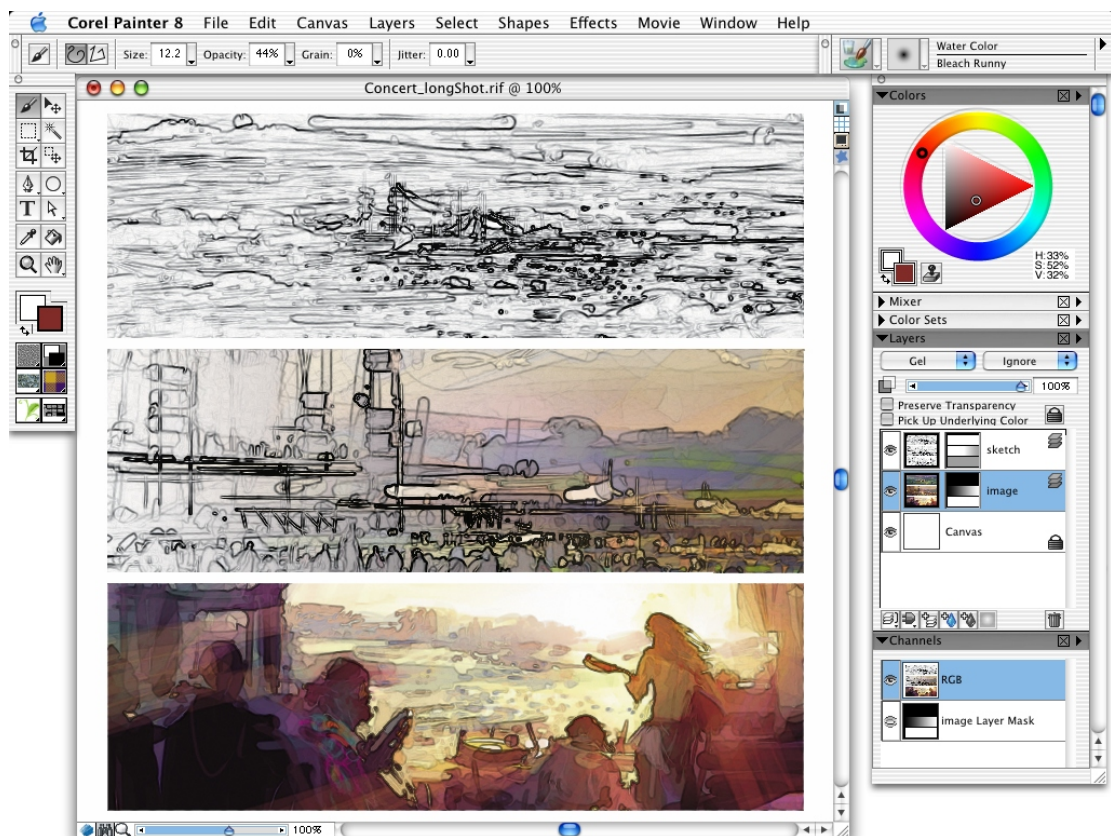 Corel Painter 8 File Edit Canvas Layers Select Shapes Effects Movie Window Help
Size: 12.2 Opacity: 44% Grain: 0% Jitter: 0.00
Water Color
Bleach Runny
Concert_longShot.rif @ 100%
T
100%
Colors
H:33%
S:52%
V:32%
Mixer
Color Sets
Layers
Gel Ignore
100%
Preserve Transparency
Pick Up Underlying Color
sketch
image
Canvas
Channels
RGB
image Layer Mask